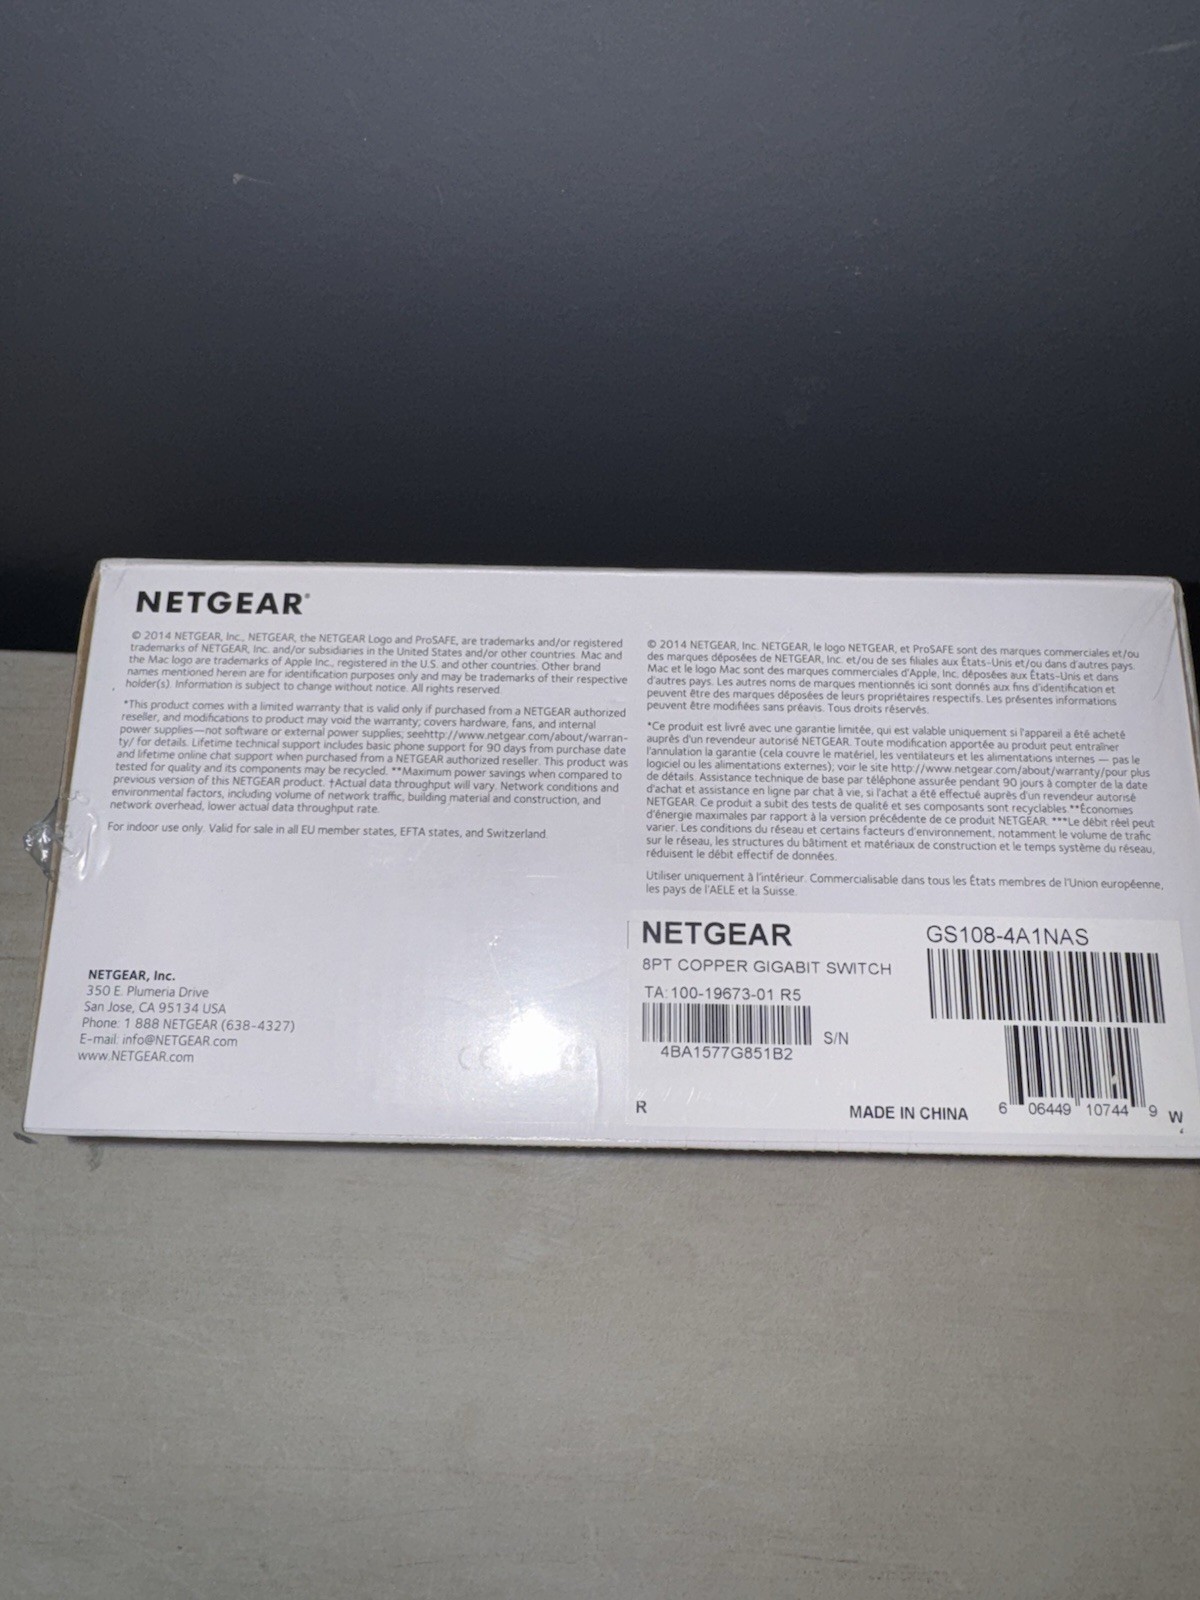 NETGEAR®
© 2014 NETGEAR, Inc., NETGEAR, the NETGEAR Logo and ProSAFE, are trademarks and/or registered
trademarks of NETGEAR, Inc. and/or subsidiaries in the United States and/or other countries. Mac and
the Mac logo are trademarks of Apple Inc., registered in the U.S. and other countries. Other brand
names mentioned herein are for identification purposes only and may be trademarks of their respective
holder(s). Information is subject to change without notice. All rights reserved.
*This product comes with a limited warranty that is valid only if purchased from a NETGEAR authorized
reseller, and modifications to product may void the warranty; covers hardware, fans, and internal
power supplies—not software or external power supplies; seehttp://www.netgear.com/about/warran-
ty/ for details. Lifetime technical support includes basic phone support for 90 days from purchase date
and lifetime online chat support when purchased from a NETGEAR authorized reseller. This product was
tested for quality and its components may be recycled. **Maximum power savings when compared to
previous version of this NETGEAR product. †Actual data throughput will vary. Network conditions and
environmental factors, including volume of network traffic, building material and construction, and
network overhead, lower actual data throughput rate.
For indoor use only. Valid for sale in all EU member states, EFTA states, and Switzerland.
© 2014 NETGEAR, Inc. NETGEAR, le logo NETGEAR, et ProSAFE sont des marques commerciales et/ou
des marques déposées de NETGEAR, Inc. et/ou de ses filiales aux États-Unis et/ou dans d'autres pays.
Mac et le logo Mac sont des marques commerciales d'Apple, Inc. déposées aux États-Unis et dans
d'autres pays. Les autres noms de marques mentionnés ici sont donnés aux fins d'identification et
peuvent être des marques déposées de leurs propriétaires respectifs. Les présentes informations
peuvent être modifiées sans préavis. Tous droits réservés.
*Ce produit est livré avec une garantie limitée, qui est valable uniquement si l'appareil a été acheté
auprès d'un revendeur autorisé NETGEAR. Toute modification apportée au produit peut entraîner
l'annulation la garantie (cela couvre le matériel, les ventilateurs et les alimentations internes — pas le
logiciel ou les alimentations externes); voir le site http://www.netgear.com/about/warranty/pour plus
de détails. Assistance technique de base par téléphone assurée pendant 90 jours à compter de la date
d'achat et assistance en ligne par chat à vie, si l'achat a été effectué auprès d'un revendeur autorisé
NETGEAR. Ce produit a subit des tests de qualité et ses composants sont recyclables.**Économies
d'énergie maximales par rapport à la version précédente de ce produit NETGEAR. ***Le débit réel peut
varier. Les conditions du réseau et certains facteurs d'environnement, notamment le volume de trafic
sur le réseau, les structures du bâtiment et matériaux de construction et le temps système du réseau,
réduisent le débit effectif de données.
Utiliser uniquement à l'intérieur. Commercialisable dans tous les États membres de l'Union européenne,
les pays de l'AELE et la Suisse.
NETGEAR, Inc.
350 E. Plumeria Drive
San Jose, CA 95134 USA
Phone: 1 888 NETGEAR (638-4327)
E-mail: info@NETGEAR.com
www.NETGEAR.com
CE
NETGEAR
GS108-4A1NAS
8PT COPPER GIGABIT SWITCH
TA:100-19673-01 R5
S/N
4BA1577G851B2
R
MADE IN CHINA
6 06449 10744 9 W